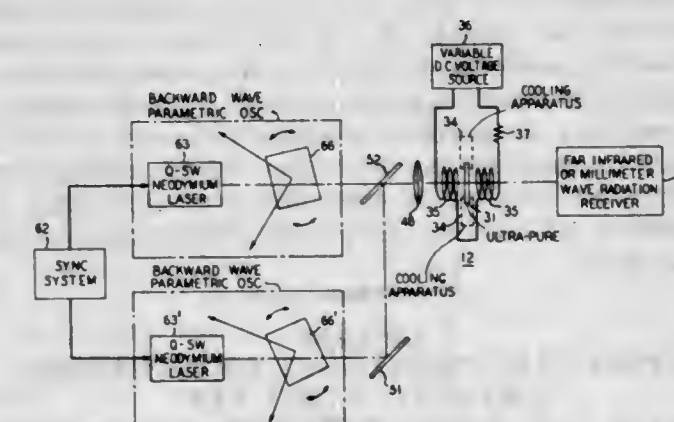 36
VARIABLE
D C VOLTAGE
SOURCE
COOLING
APPARATUS
BACKWARD WAVE
PARAMETRIC OSC
34
37
63
66
52
Q-SW
NEODYMIUM
LASER
FAR INFRARED
OR MILLIMETER
WAVE RADIATION
RECEIVER
48
35
34
31
35
ULTRA-PURE
62
SYNC
SYSTEM
12
COOLING
APPARATUS
BACKWARD WAVE
PARAMETRIC OSC
63'
66'
Q-SW
NEODYMIUM
LASER
51